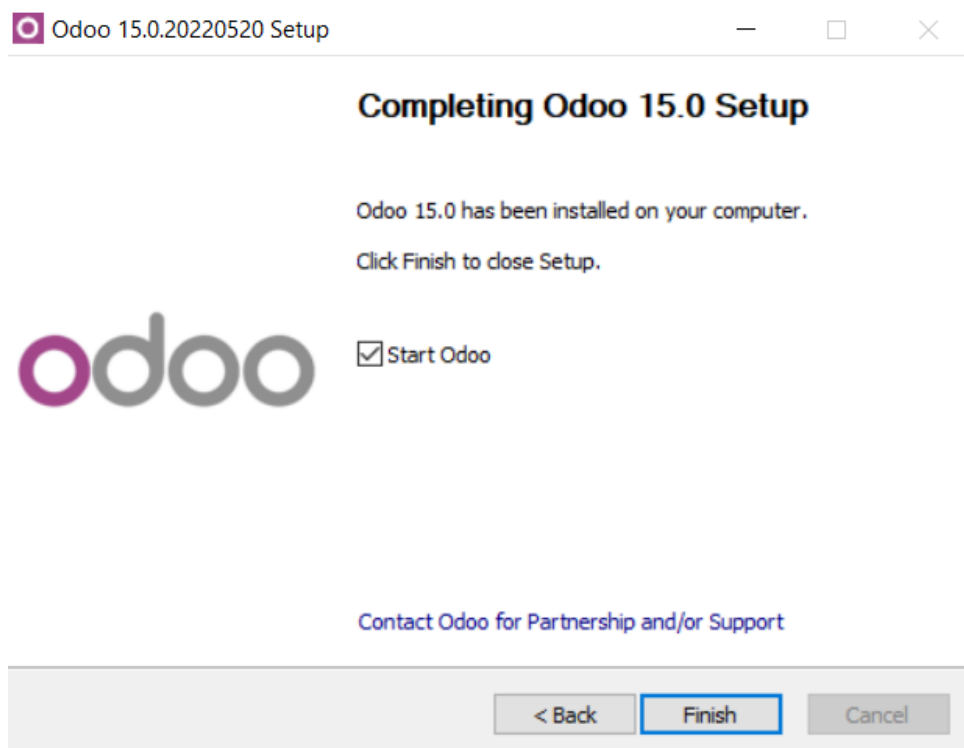 Odoo 15.0.20220520 Setup
Completing Odoo 15.0 Setup
Odoo 15.0 has been installed on your computer.
Click Finish to close Setup.
odoo
Start Odoo
Contact Odoo for Partnership and/or Support
< Back
Finish
Cancel